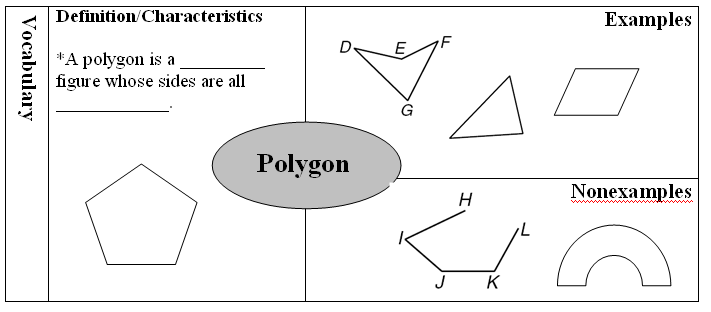 Vocabulary
Definition/Characteristics
*A polygon is a _________
figure whose sides are all
____________.
Polygon
Examples
D
E
F
G
Nonexamples
H
I
J
K
L